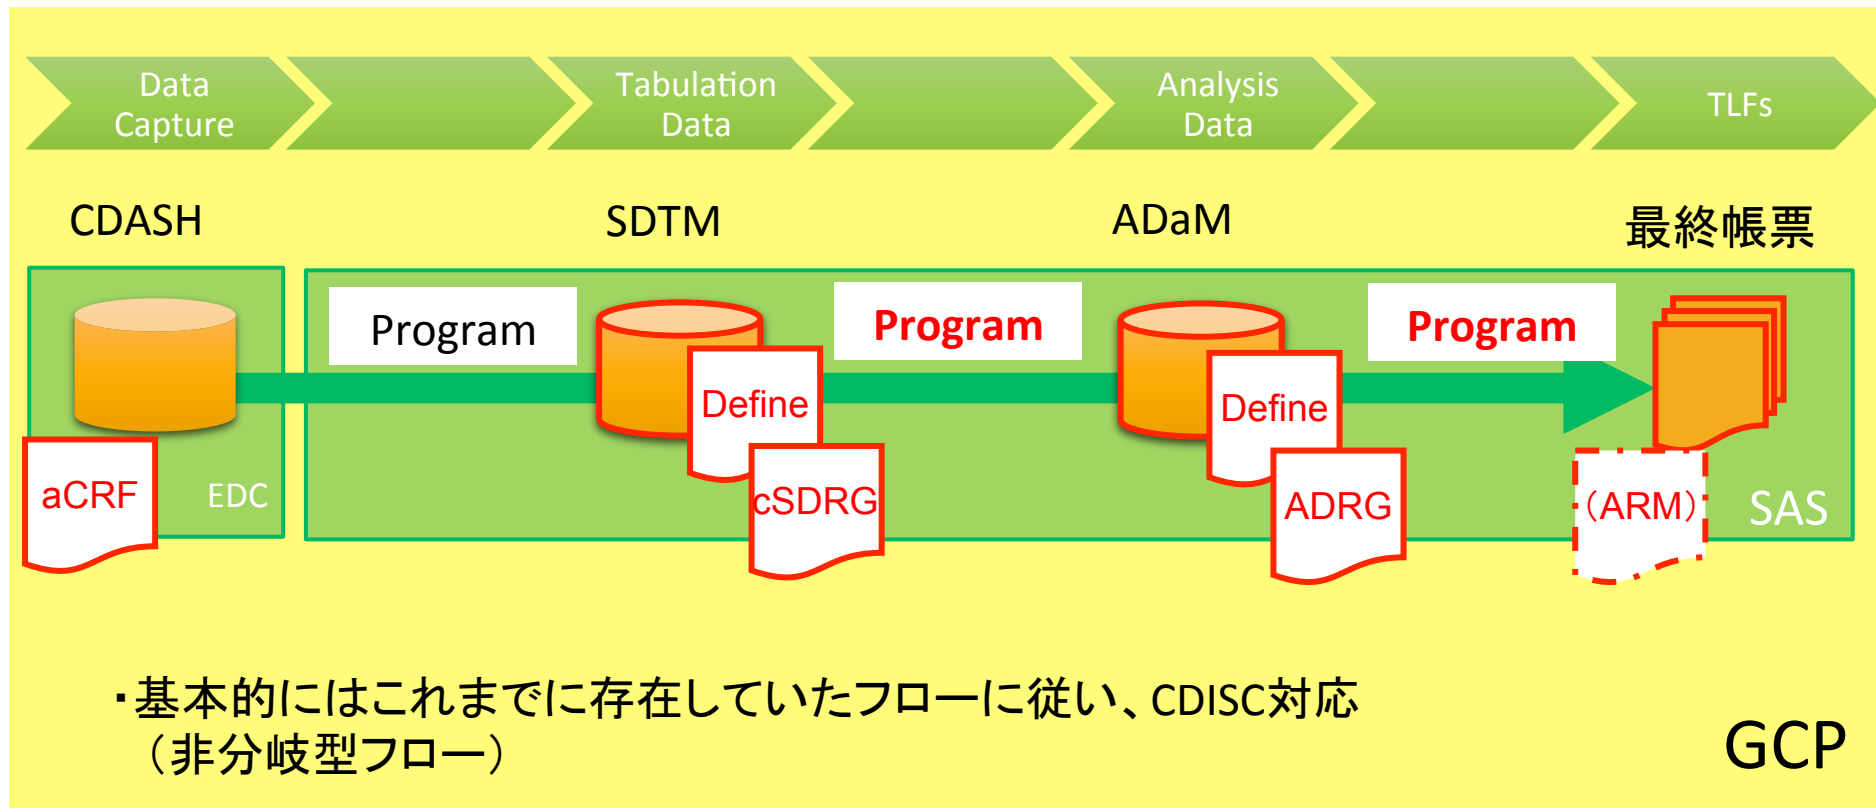 Data
Capture
Tabulation
Data
Analysis
Data
TLFs
CDASH
SDTM
ADaM
最終帳票
Program
Program
Program
Define
Define
aCRF
EDC
cSDRG
ADRG
（ARM）
SAS
・基本的にはこれまでに存在していたフローに従い、CDISC対応
（非分岐型フロー）
GCP